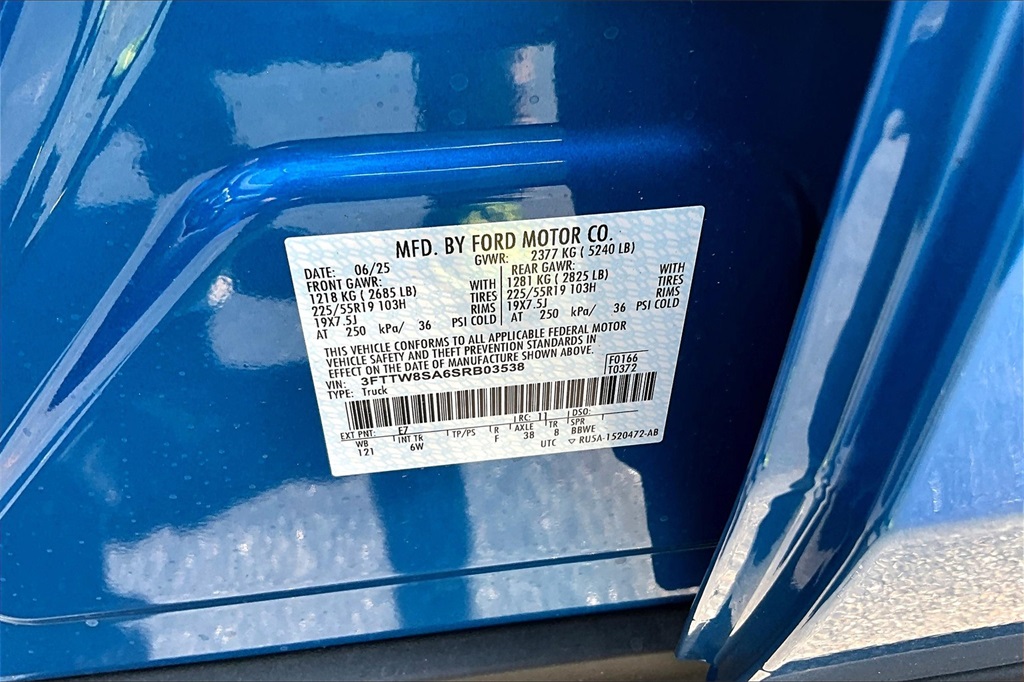 MFD. BY FORD MOTOR CO.
DATE: 06/25 GVWR: 2377 KG ( 5240 LB)
FRONT GAWR: REAR GAWR:
1218 KG ( 2685 LB) WITH 1281 KG ( 2825 LB) WITH
225/55R19 103H TIRES 225/55R19 103H TIRES
19X7.5J RIMS 19X7.5J RIMS
AT 250 kPa/ 36 PSI COLD AT 250 kPa/ 36 PSI COLD
THIS VEHICLE CONFORMS TO ALL APPLICABLE FEDERAL MOTOR
VEHICLE SAFETY AND THEFT PREVENTION STANDARDS IN
EFFECT ON THE DATE OF MANUFACTURE SHOWN ABOVE.
VIN: 3FTTW8SA6SRB03538 F0166
TYPE: Truck T0372
EXT PNT: E7 RC: 11 DSO:
WB INT TR TP/PS R AXLE TR SPR
121 6W F 38 8 BBWE
UTC ▽ RUSA-1520472-AB